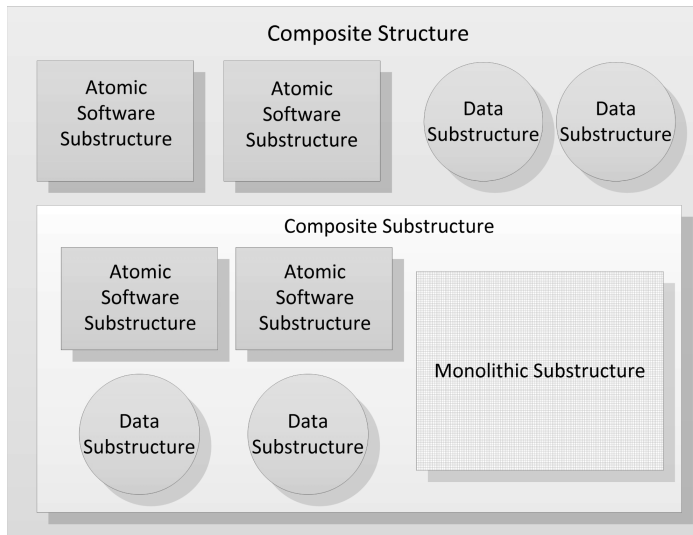 Composite Structure
Atomic
Software
Substructure
Atomic
Software
Substructure
Data
Substructure
Data
Substructure
Composite Substructure
Atomic
Software
Substructure
Atomic
Software
Substructure
Monolithic Substructure
Data
Substructure
Data
Substructure